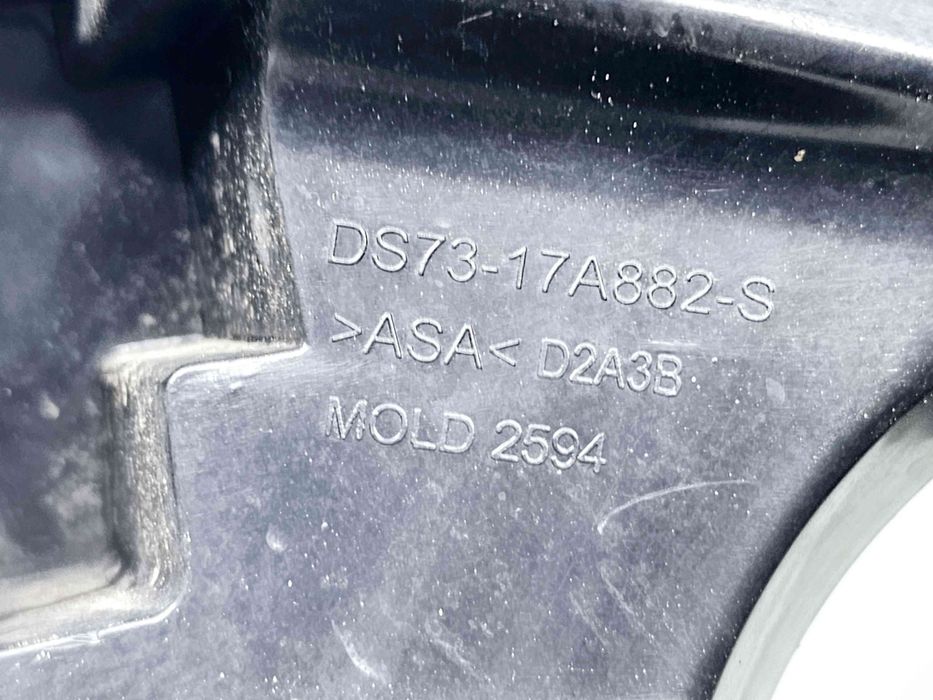 DS73-17A882-S
>ASA< D2A3B
MOLD 2594